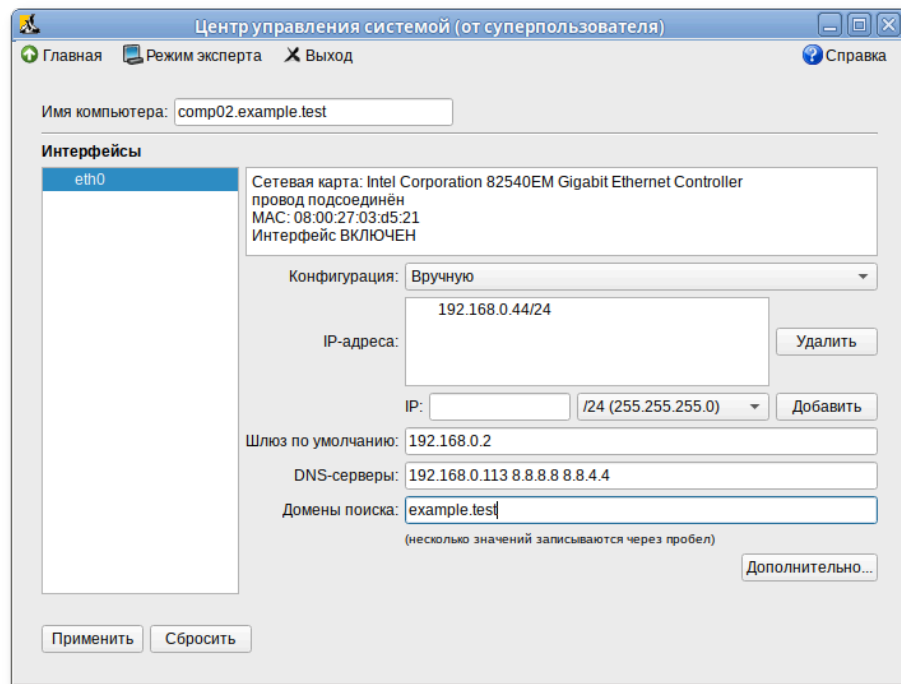 Центр управления системой (от суперпользователя)
Главная Режим эксперта Выход Справка
Имя компьютера: comp02.example.test
Интерфейсы
eth0
Сетевая карта: Intel Corporation 82540EM Gigabit Ethernet Controller
провод подсоединён
MAC: 08:00:27:03:d5:21
Интерфейс ВКЛЮЧЕН
Конфигурация: Вручную
192.168.0.44/24
IP-адреса: Удалить
IP: /24 (255.255.255.0) Добавить
Шлюз по умолчанию: 192.168.0.2
DNS-серверы: 192.168.0.113 8.8.8.8 8.8.4.4
Домены поиска: example.test
(несколько значений записываются через пробел)
Дополнительно...
Применить Сбросить